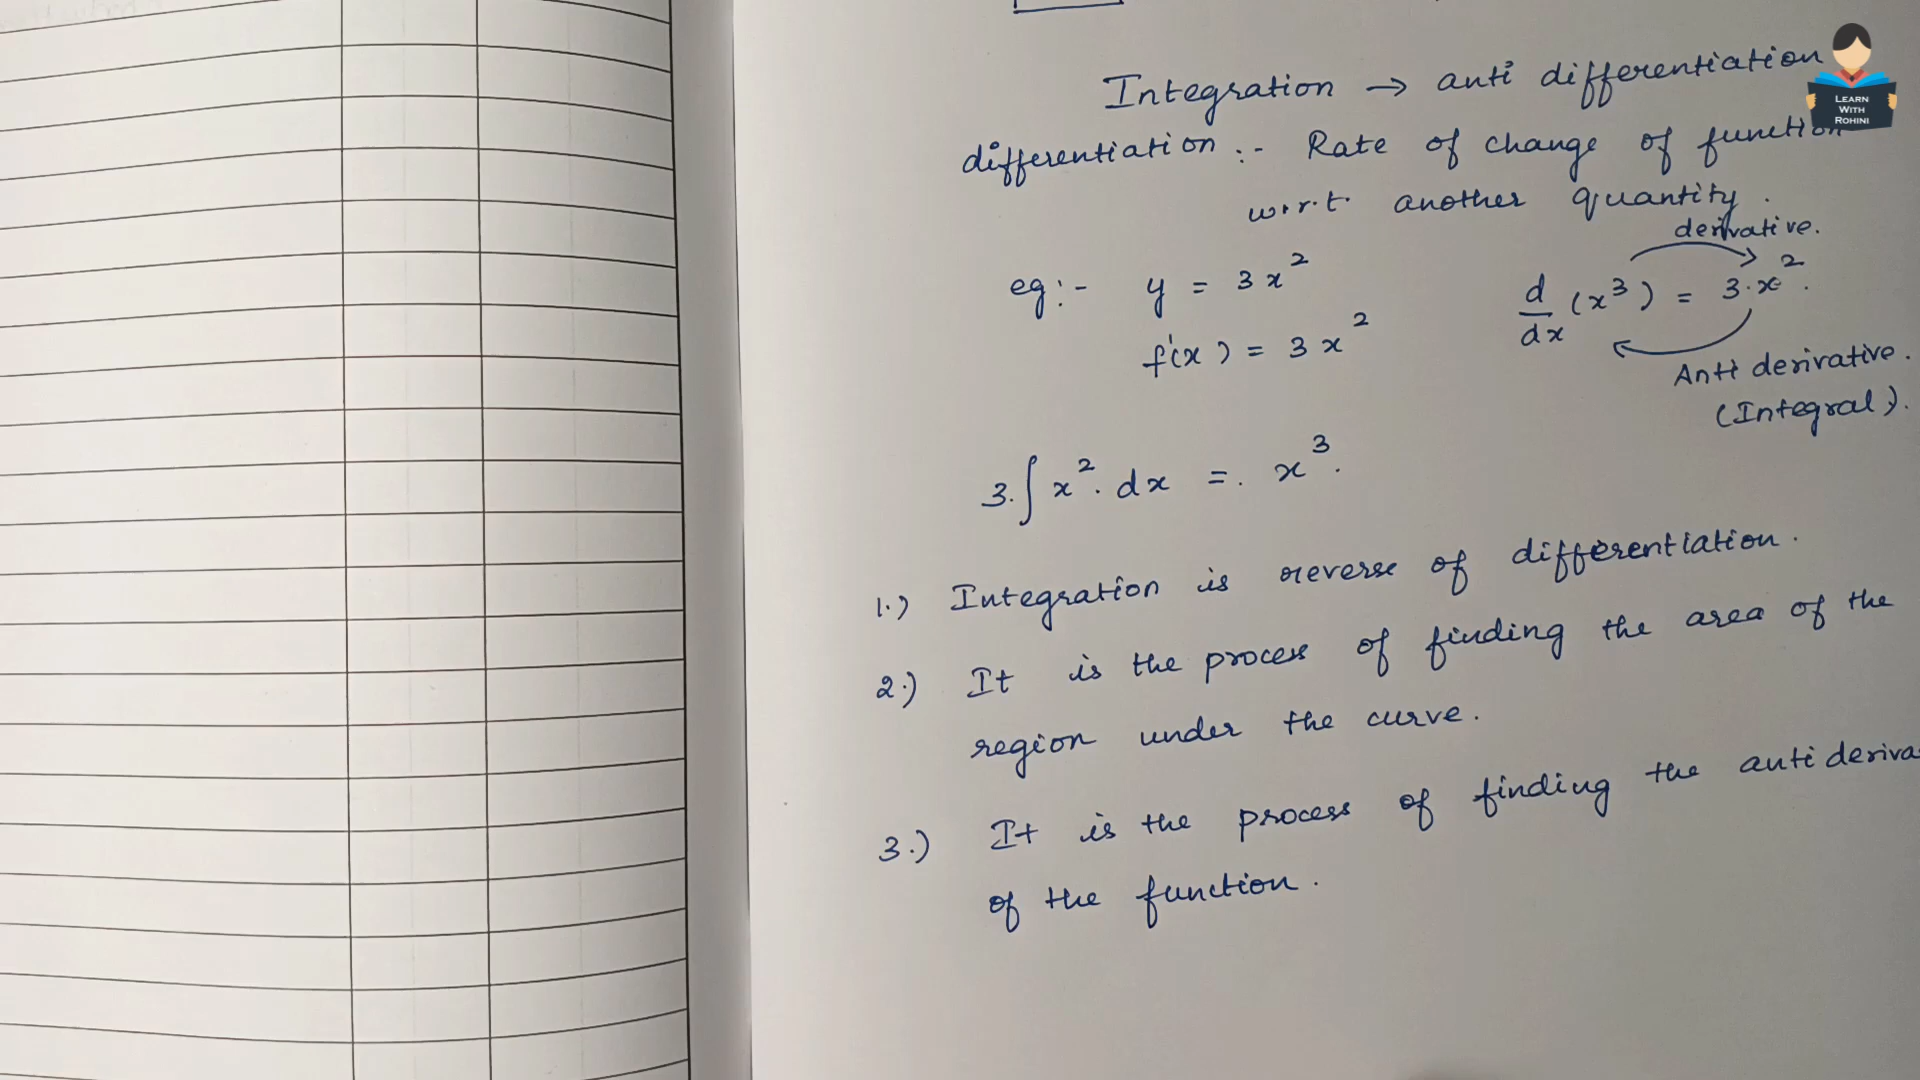 Integration → anti differentiation
differentiation :- Rate of change of function
w.r.t. another quantity.
derivative.
eg:- y = 3x²
d/dx (x³) = 3.x².
f'(x) = 3x²
Anti derivative.
(Integral).
3.∫x².dx =. x³.
1.) Integration is reverse of differentiation.
2.) It is the process of finding the area of the
region under the curve.
3.) It is the process of finding the anti deriva
of the function.
LEARN
WITH
ROHINI